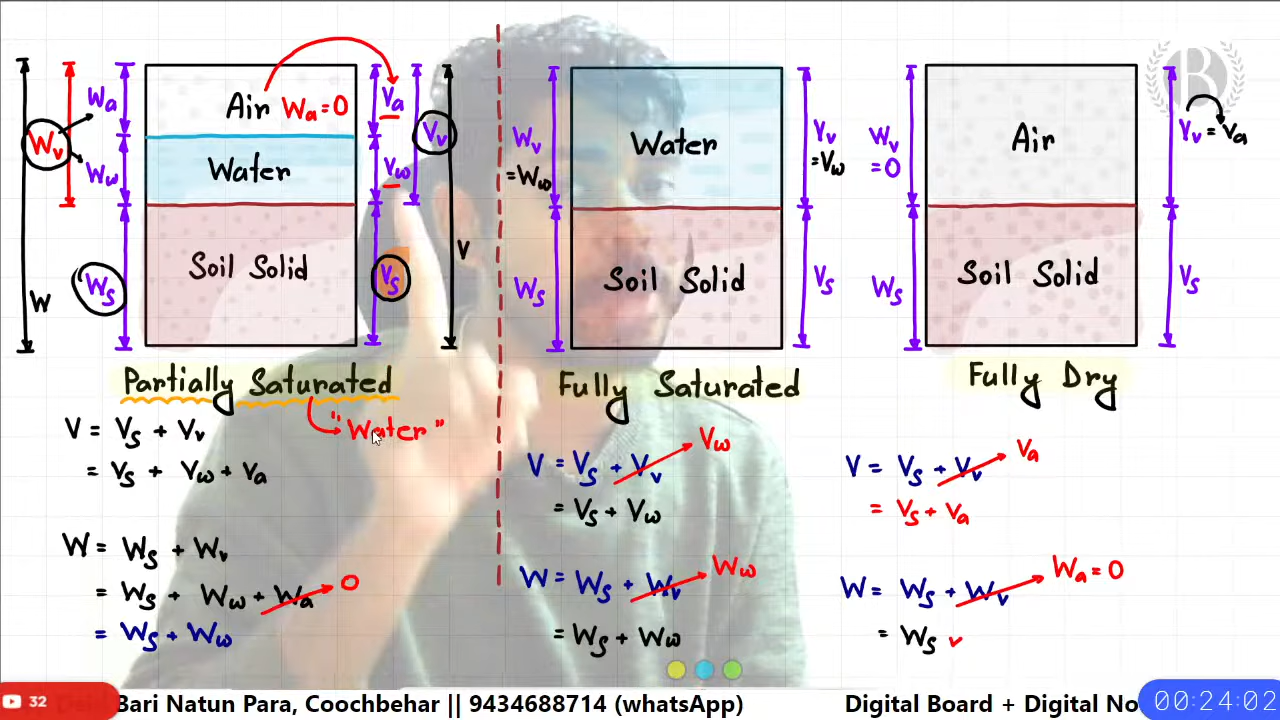 Wv
Wa
Ww
Ws
W
Air Wa=0
Water
Soil Solid
Va
Vw
Vv
Vs
V
Wv
=Ww
Ws
Water
Soil Solid
Vv
=Vw
Vs
Wv
=0
Ws
Air
Soil Solid
Vv = Va
Vs
B
Partially Saturated
"Water"
V = Vs + Vv
= Vs + Vw + Va
W = Ws + Wv
= Ws + Ww + Wa 0
= Ws + Ww
Fully Saturated
V = Vs + Vv Vw
= Vs + Vw
W = Ws + Wv Ww
= Ws + Ww
Fully Dry
V = Vs + Vv Va
= Vs + Va
W = Ws + Wv Wa = 0
= Ws
32
Bari Natun Para, Coochbehar || 9434688714 (whatsApp)
Digital Board + Digital No
00:24:02